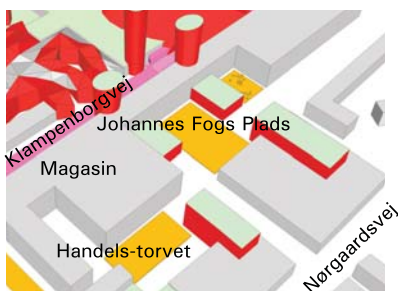 Klampenborgvej
Johannes Fogs Plads
Magasin
Handels-torvet
Nørgaardsvej